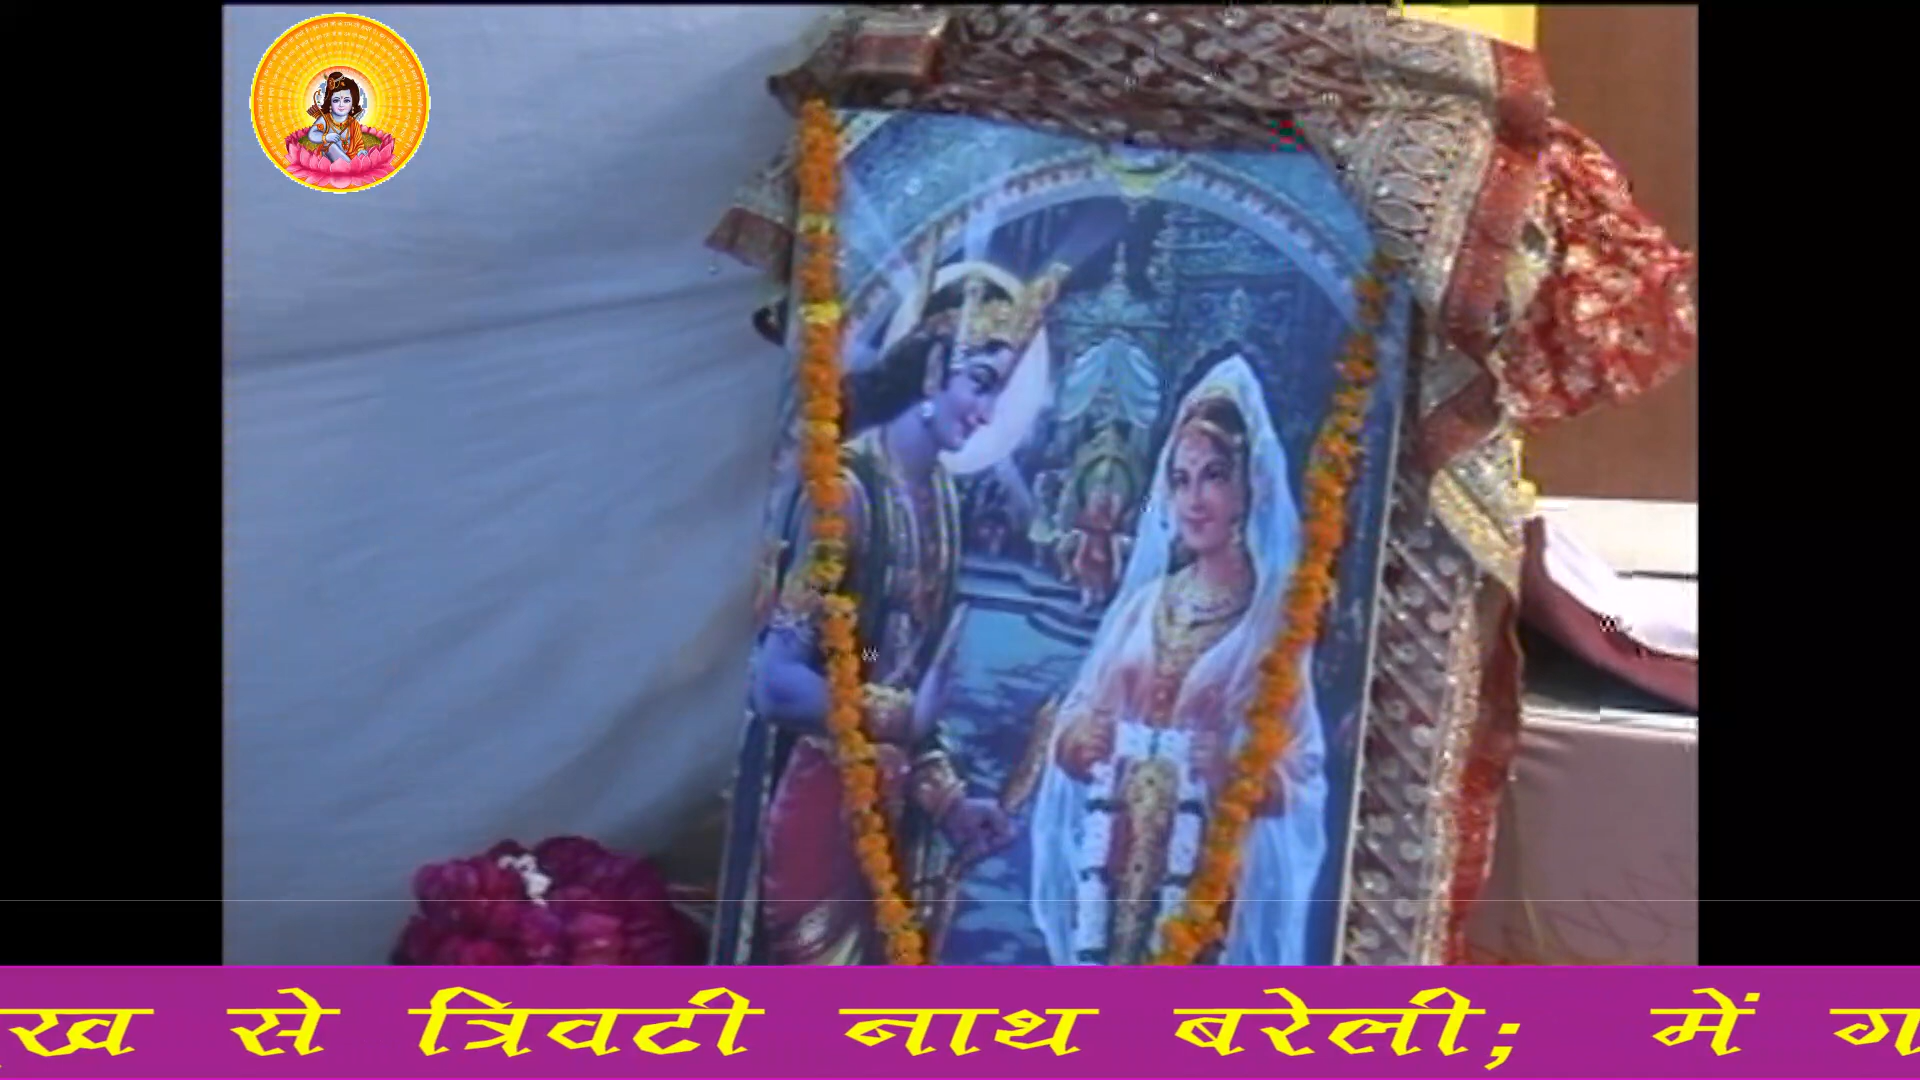 ख से त्रिवटी नाथ बरेली; में ग